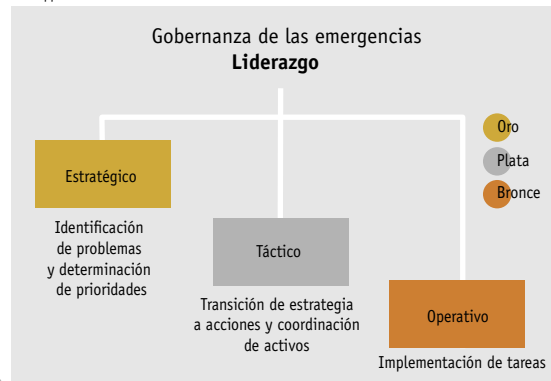 Gobernanza de las emergencias
Liderazgo
Oro
Plata
Bronce
Estratégico
Identificación
de problemas
y determinación
de prioridades
Táctico
Transición de estrategia
a acciones y coordinación
de activos
Operativo
Implementación de tareas